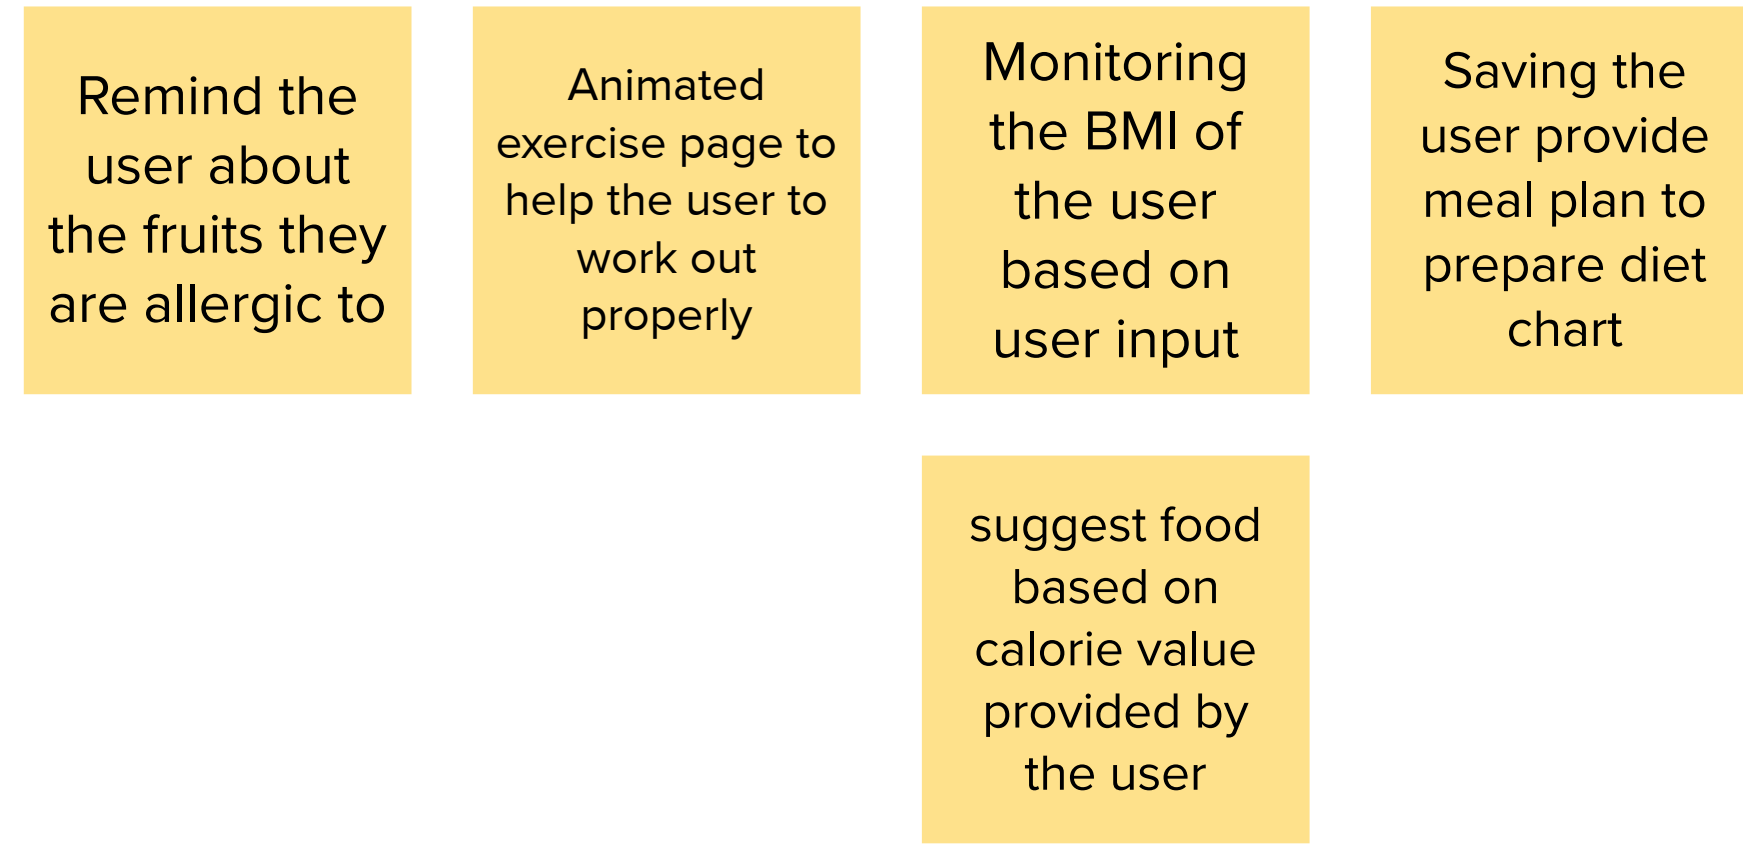 Remind the
user about
the fruits they
are allergic to
Animated
exercise page to
help the user to
work out
properly
Monitoring
the BMI of
the user
based on
user input
Saving the
user provide
meal plan to
prepare diet
chart
suggest food
based on
calorie value
provided by
the user